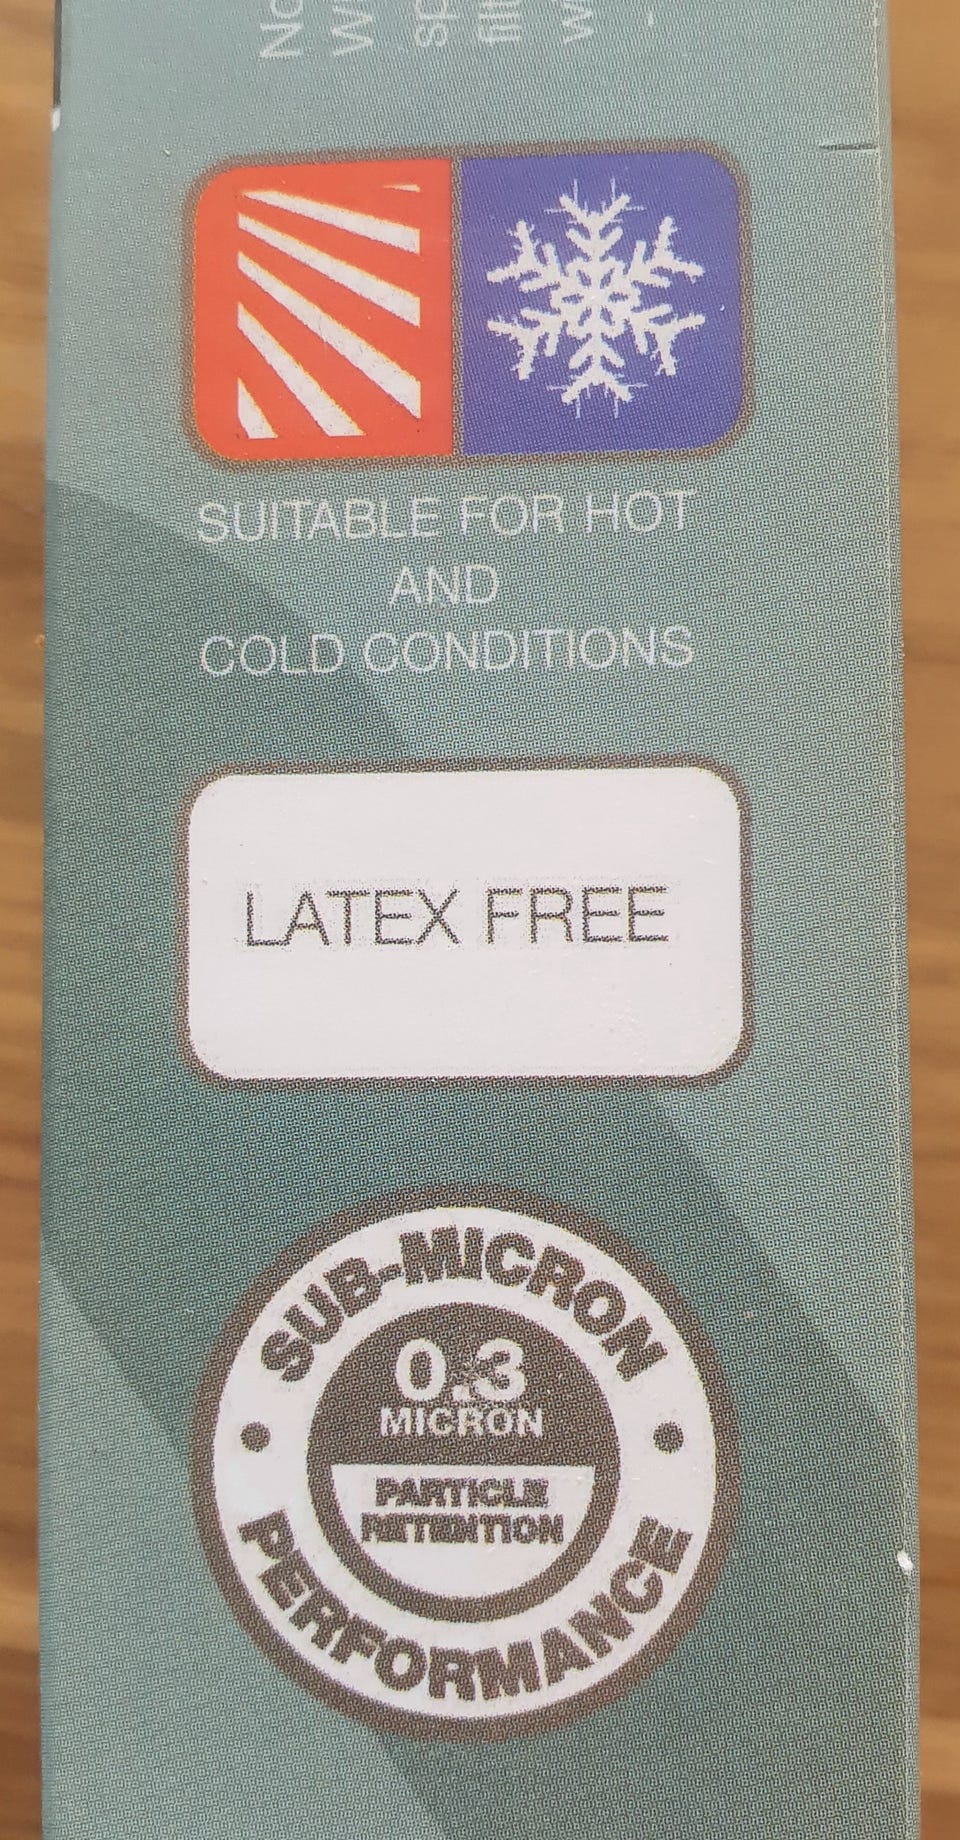 SUITABLE FOR HOT
AND
COLD CONDITIONS
LATEX FREE
SUB-MICRON
0.3
MICRON
PARTICLE
RETENTION
PERFORMANCE